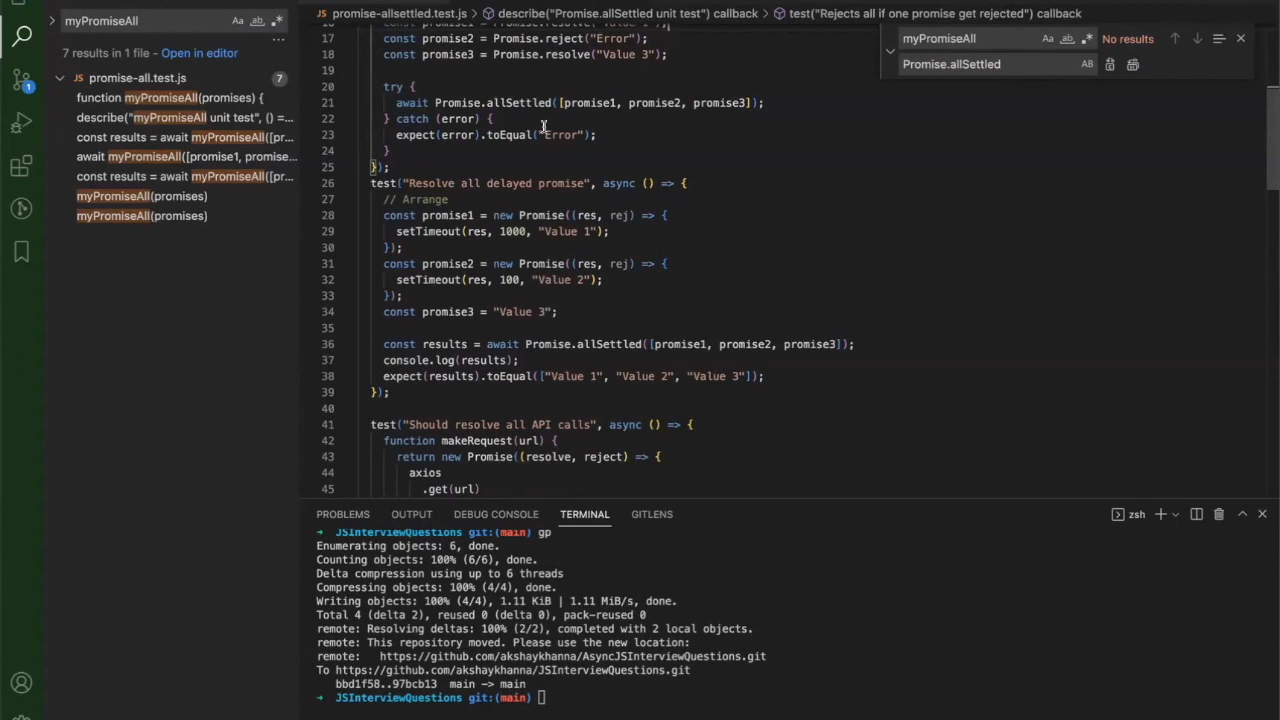 myPromiseAll
7 results in 1 file - Open in editor
promise-all.test.js 7
function myPromiseAll(promises) {
describe("myPromiseAll unit test", () =…
const results = await myPromiseAll([pr…
await myPromiseAll([promise1, promise…
const results = await myPromiseAll([pr…
myPromiseAll(promises)
myPromiseAll(promises)
1
promise-allsettled.test.js > describe("Promise.allSettled unit test") callback > test("Rejects all if one promise get rejected") callback
myPromiseAll
No results
Promise.allSettled
17 const promise2 = Promise.reject("Error");
18 const promise3 = Promise.resolve("Value 3");
19
20 try {
21 await Promise.allSettled([promise1, promise2, promise3]);
22 } catch (error) {
23 expect(error).toEqual("Error");
24 }
25 });
26 test("Resolve all delayed promise", async () => {
27 // Arrange
28 const promise1 = new Promise((res, rej) => {
29 setTimeout(res, 1000, "Value 1");
30 });
31 const promise2 = new Promise((res, rej) => {
32 setTimeout(res, 100, "Value 2");
33 });
34 const promise3 = "Value 3";
35
36 const results = await Promise.allSettled([promise1, promise2, promise3]);
37 console.log(results);
38 expect(results).toEqual(["Value 1", "Value 2", "Value 3"]);
39 });
40
41 test("Should resolve all API calls", async () => {
42 function makeRequest(url) {
43 return new Promise((resolve, reject) => {
44 axios
45 .get(url)
PROBLEMS OUTPUT DEBUG CONSOLE TERMINAL GITLENS zsh
→ JSInterviewQuestions git:(main) gp
Enumerating objects: 6, done.
Counting objects: 100% (6/6), done.
Delta compression using up to 6 threads
Compressing objects: 100% (4/4), done.
Writing objects: 100% (4/4), 1.11 KiB | 1.11 MiB/s, done.
Total 4 (delta 2), reused 0 (delta 0), pack-reused 0
remote: Resolving deltas: 100% (2/2), completed with 2 local objects.
remote: This repository moved. Please use the new location:
remote: https://github.com/akshaykhanna/AsyncJSInterviewQuestions.git
To https://github.com/akshaykhanna/JSInterviewQuestions.git
bbd1f58..97bcb13 main -> main
→ JSInterviewQuestions git:(main)